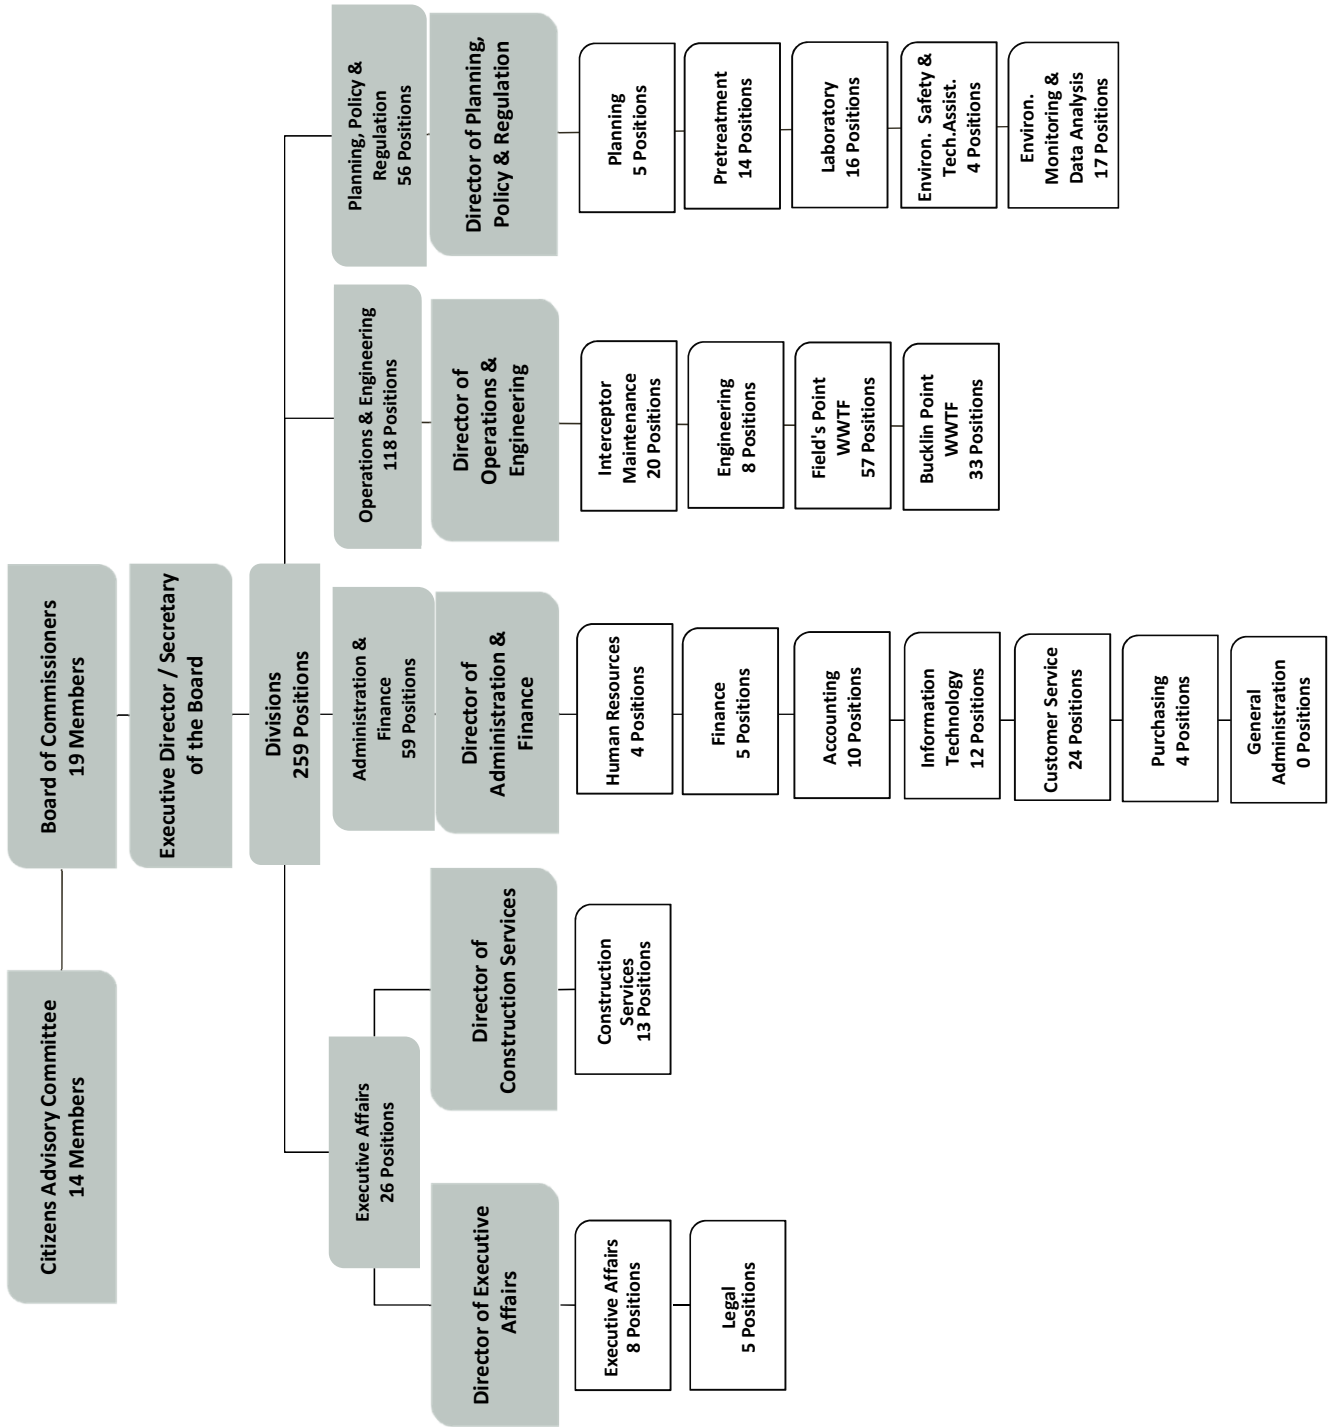 Citizens Advisory Committee
14 Members
Board of Commissioners
19 Members
Executive Director / Secretary
of the Board
Divisions
259 Positions
Executive Affairs
26 Positions
Director of Executive
Affairs
Executive Affairs
8 Positions
Legal
5 Positions
Director of
Construction Services
Construction
Services
13 Positions
Administration &
Finance
59 Positions
Director of
Administration &
Finance
Human Resources
4 Positions
Finance
5 Positions
Accounting
10 Positions
Information
Technology
12 Positions
Customer Service
24 Positions
Purchasing
4 Positions
General
Administration
0 Positions
Operations & Engineering
118 Positions
Director of
Operations &
Engineering
Interceptor
Maintenance
20 Positions
Engineering
8 Positions
Field's Point
WWTF
57 Positions
Bucklin Point
WWTF
33 Positions
Planning, Policy &
Regulation
56 Positions
Director of Planning,
Policy & Regulation
Planning
5 Positions
Pretreatment
14 Positions
Laboratory
16 Positions
Environ. Safety &
Tech.Assist.
4 Positions
Environ.
Monitoring &
Data Analysis
17 Positions